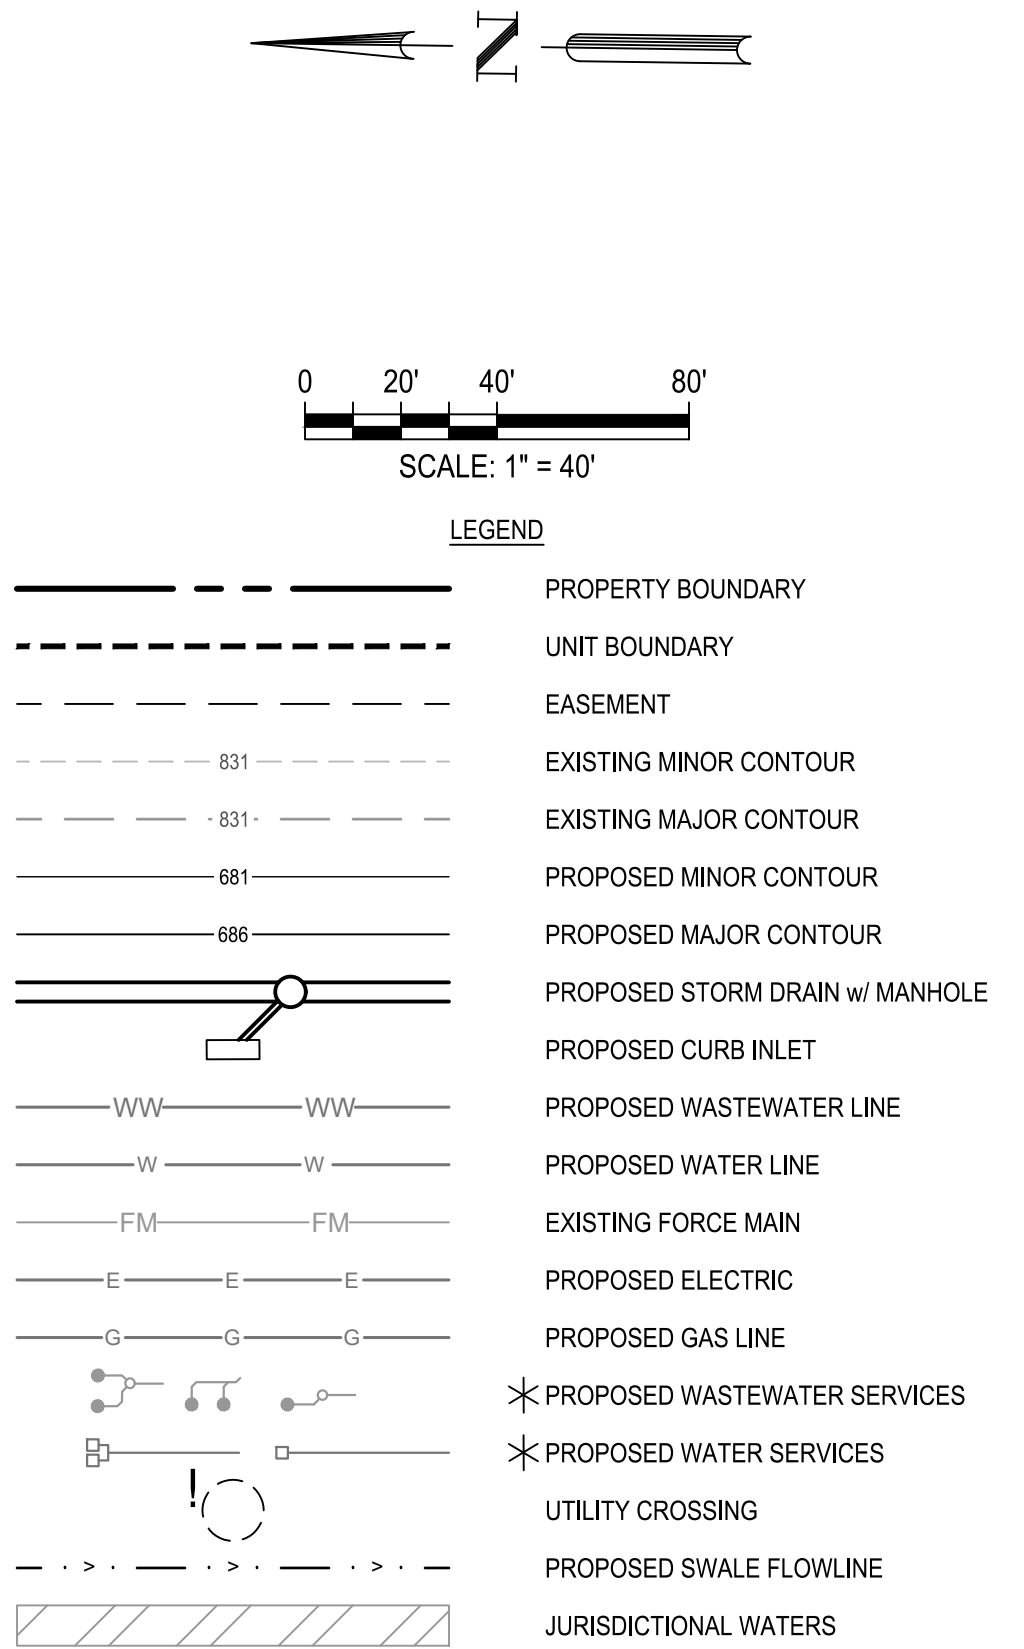 N
0 20' 40' 80'
SCALE: 1" = 40'
LEGEND
PROPERTY BOUNDARY
UNIT BOUNDARY
EASEMENT
831 EXISTING MINOR CONTOUR
831 EXISTING MAJOR CONTOUR
681 PROPOSED MINOR CONTOUR
686 PROPOSED MAJOR CONTOUR
PROPOSED STORM DRAIN w/ MANHOLE
PROPOSED CURB INLET
WW WW PROPOSED WASTEWATER LINE
W W PROPOSED WATER LINE
FM FM EXISTING FORCE MAIN
E E E PROPOSED ELECTRIC
G G G PROPOSED GAS LINE
* PROPOSED WASTEWATER SERVICES
* PROPOSED WATER SERVICES
! UTILITY CROSSING
> > > PROPOSED SWALE FLOWLINE
JURISDICTIONAL WATERS